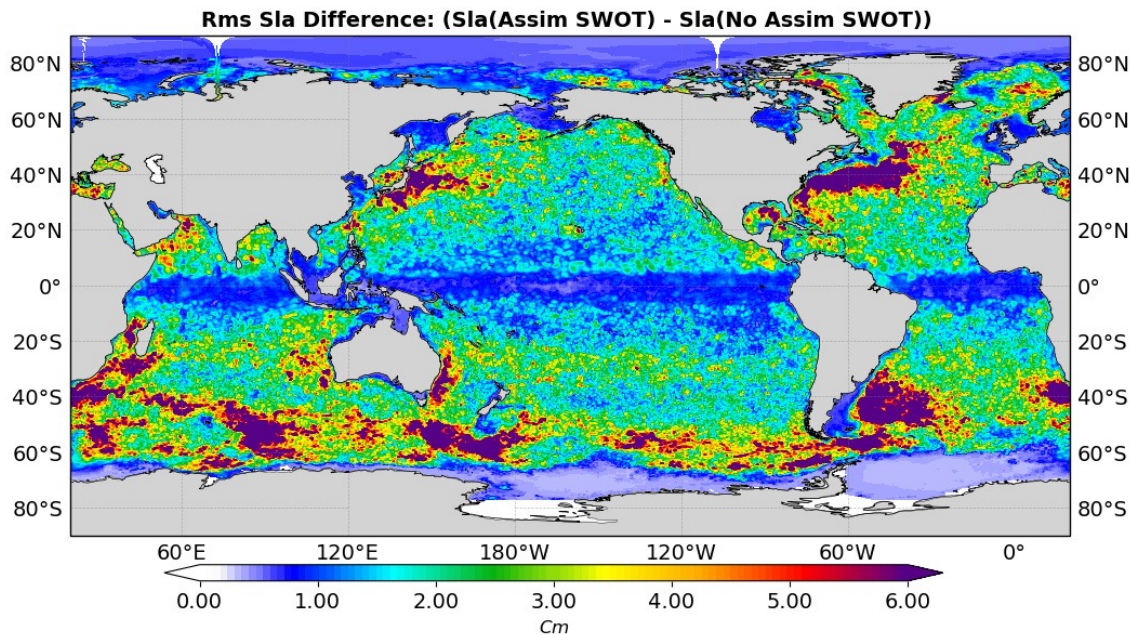 Rms Sla Difference: (Sla(Assim SWOT) - Sla(No Assim SWOT))
80°N 80°N
60°N 60°N
40°N 40°N
20°N 20°N
0° 0°
20°S 20°S
40°S 40°S
60°S 60°S
80°S 80°S
60°E 120°E 180°W 120°W 60°W 0°
0.00 1.00 2.00 3.00 4.00 5.00 6.00
Cm